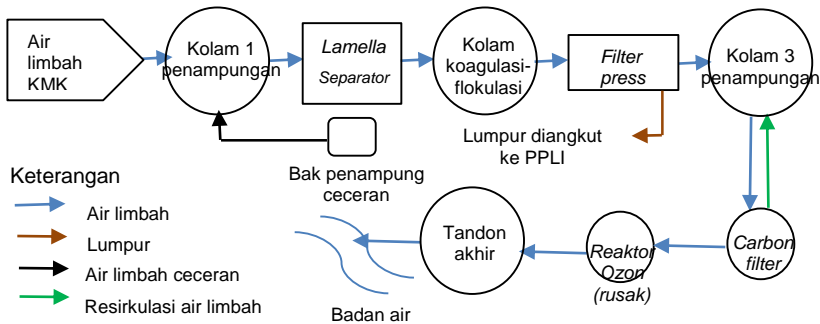 Air
limbah
KMK
Kolam 1
penampungan
Lamella
Separator
Kolam
koagulasi-
flokulasi
Filter
press
Kolam 3
penampungan
Lumpur diangkut
ke PPLI
Bak penampung
ceceran
Keterangan
Air limbah
Lumpur
Air limbah ceceran
Resirkulasi air limbah
Badan air
Tandon
akhir
Reaktor
Ozon
(rusak)
Carbon
filter